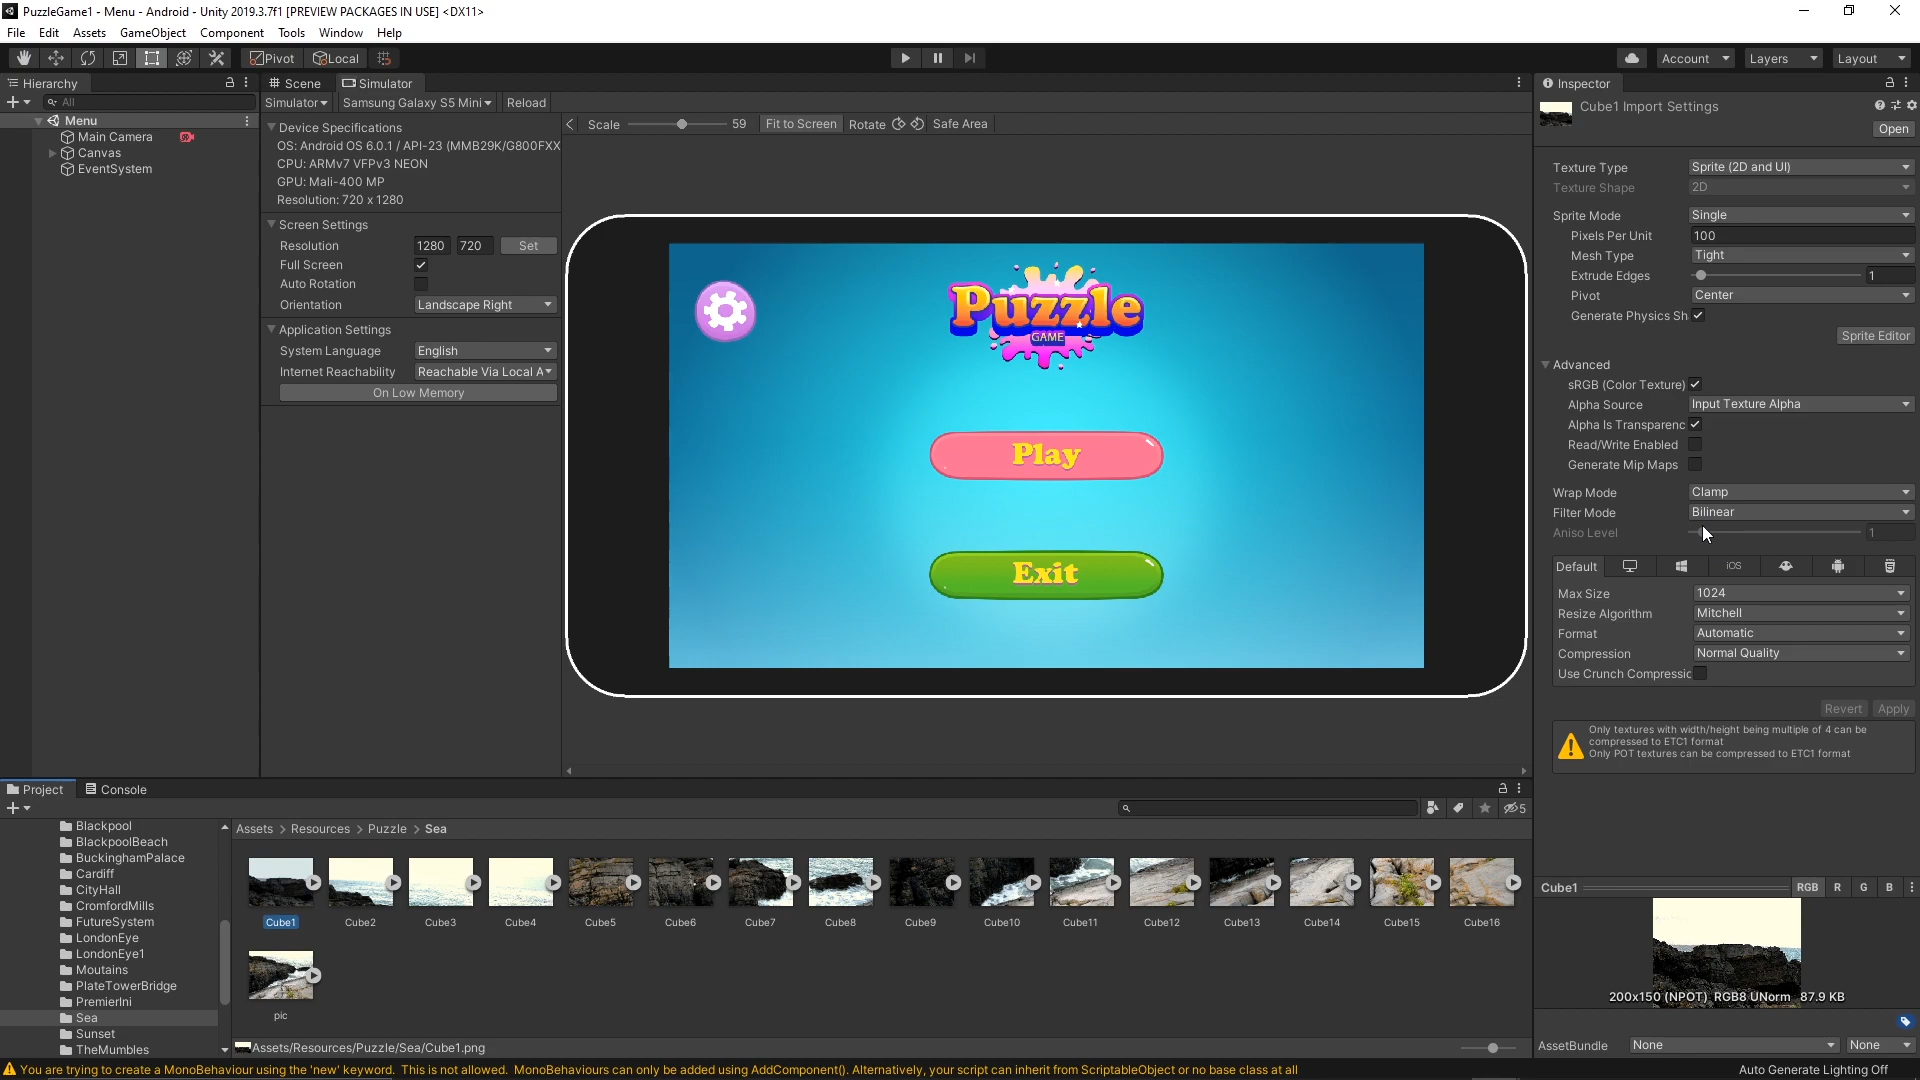 PuzzleGame1 - Menu - Android - Unity 2019.3.7f1 [PREVIEW PACKAGES IN USE] <DX11>
File Edit Assets GameObject Component Tools Window Help
Pivot Local
Account Layers Layout
Hierarchy
All
Menu
Main Camera
Canvas
EventSystem
Scene Simulator
Simulator Samsung Galaxy S5 Mini Reload
Device Specifications
OS: Android OS 6.0.1 / API-23 (MMB29K/G800FXX
CPU: ARMv7 VFPv3 NEON
GPU: Mali-400 MP
Resolution: 720 x 1280
Screen Settings
Resolution 1280 720 Set
Full Screen
Auto Rotation
Orientation Landscape Right
Application Settings
System Language English
Internet Reachability Reachable Via Local A
On Low Memory
Scale 59 Fit to Screen Rotate Safe Area
Puzzle
GAME
Play
Exit
Inspector
Cube1 Import Settings
Open
Texture Type Sprite (2D and UI)
Texture Shape 2D
Sprite Mode Single
Pixels Per Unit 100
Mesh Type Tight
Extrude Edges 1
Pivot Center
Generate Physics Sh
Sprite Editor
Advanced
sRGB (Color Texture)
Alpha Source Input Texture Alpha
Alpha Is Transparenc
Read/Write Enabled
Generate Mip Maps
Wrap Mode Clamp
Filter Mode Bilinear
Aniso Level 1
Default iOS
Max Size 1024
Resize Algorithm Mitchell
Format Automatic
Compression Normal Quality
Use Crunch Compressic
Revert Apply
Only textures with width/height being multiple of 4 can be
compressed to ETC1 format
Only POT textures can be compressed to ETC1 format
Project Console
5
Blackpool
BlackpoolBeach
BuckinghamPalace
Cardiff
CityHall
CromfordMills
FutureSystem
LondonEye
LondonEye1
Moutains
PlateTowerBridge
PremierIni
Sea
Sunset
TheMumbles
Assets > Resources > Puzzle > Sea
Cube1 Cube2 Cube3 Cube4 Cube5 Cube6 Cube7 Cube8 Cube9 Cube10 Cube11 Cube12 Cube13 Cube14 Cube15 Cube16
pic
Assets/Resources/Puzzle/Sea/Cube1.png
Cube1 RGB R G B
200x150 (NPOT) RGB8 UNorm 87.9 KB
AssetBundle None None
You are trying to create a MonoBehaviour using the 'new' keyword. This is not allowed. MonoBehaviours can only be added using AddComponent(). Alternatively, your script can inherit from ScriptableObject or no base class at all
Auto Generate Lighting Off